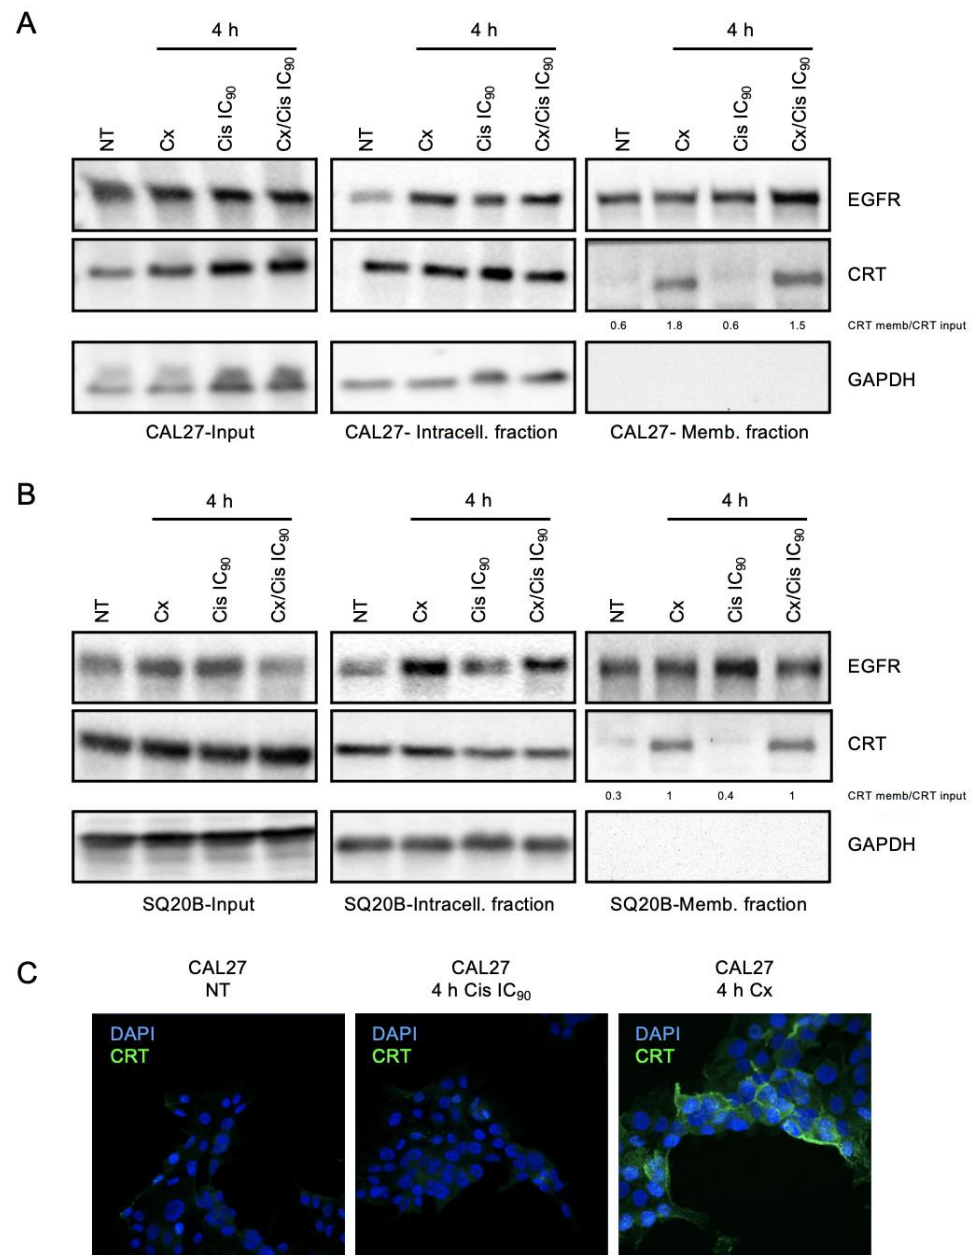 A
4 h
4 h
4 h
NT
Cx
Cis IC90
Cx/Cis IC90
NT
Cx
Cis IC90
Cx/Cis IC90
NT
Cx
Cis IC90
Cx/Cis IC90
EGFR
CRT
0.6 1.8 0.6 1.5 CRT memb/CRT input
GAPDH
CAL27-Input
CAL27- Intracell. fraction
CAL27- Memb. fraction
B
4 h
4 h
4 h
NT
Cx
Cis IC90
Cx/Cis IC90
NT
Cx
Cis IC90
Cx/Cis IC90
NT
Cx
Cis IC90
Cx/Cis IC90
EGFR
CRT
0.3 1 0.4 1 CRT memb/CRT input
GAPDH
SQ20B-Input
SQ20B-Intracell. fraction
SQ20B-Memb. fraction
C
CAL27
NT
CAL27
4 h Cis IC90
CAL27
4 h Cx
DAPI
CRT
DAPI
CRT
DAPI
CRT